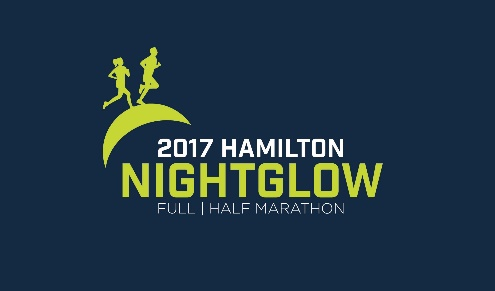 2017 HAMILTON
NIGHTGLOW
FULL | HALF MARATHON